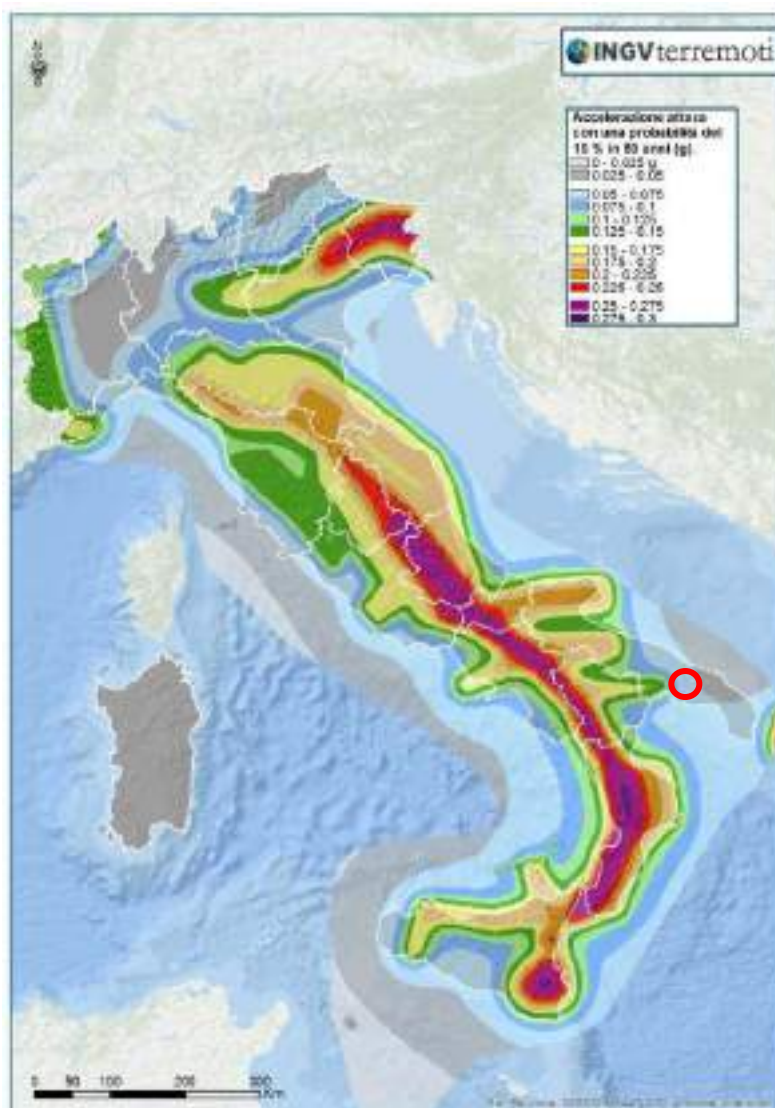 INGVterremoti
Accelerazione attesa
con una probabilità del
10 % in 50 anni (g).
0 - 0.025 g
0.025 - 0.05
0.05 - 0.075
0.075 - 0.1
0.1 - 0.125
0.125 - 0.15
0.15 - 0.175
0.175 - 0.2
0.2 - 0.225
0.225 - 0.25
0.25 - 0.275
0.275 - 0.3
0 50 100 200 300
Km